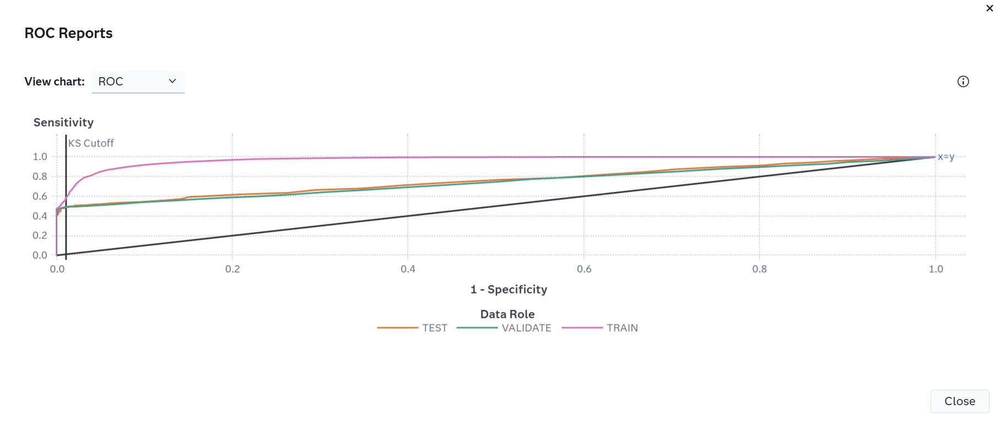 ×
ROC Reports
View chart: ROC
Sensitivity
KS Cutoff
1.0
x=y
0.8
0.6
0.4
0.2
0.0
0.0 0.2 0.4 0.6 0.8 1.0
1 - Specificity
Data Role
TEST VALIDATE TRAIN
Close